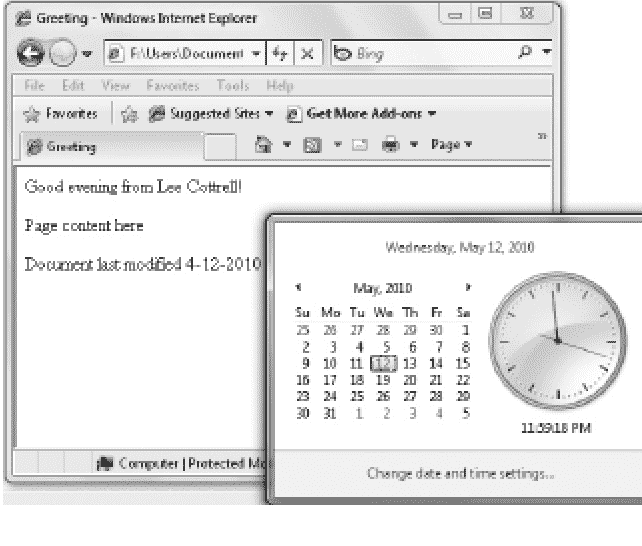 Greeting - Windows Internet Explorer
F:\Users\Document
Bing
File Edit View Favorites Tools Help
Favorites Suggested Sites Get More Add-ons
Greeting Page »
Good evening from Lee Cottrell!
Page content here
Document last modified 4-12-2010
Wednesday, May 12, 2010
May, 2010
Su Mo Tu We Th Fr Sa
25 26 27 28 29 30 1
2 3 4 5 6 7 8
9 10 11 12 13 14 15
16 17 18 19 20 21 22
23 24 25 26 27 28 29
30 31 1 2 3 4 5
11:59:18 PM
Computer | Protected Mo
Change date and time settings...